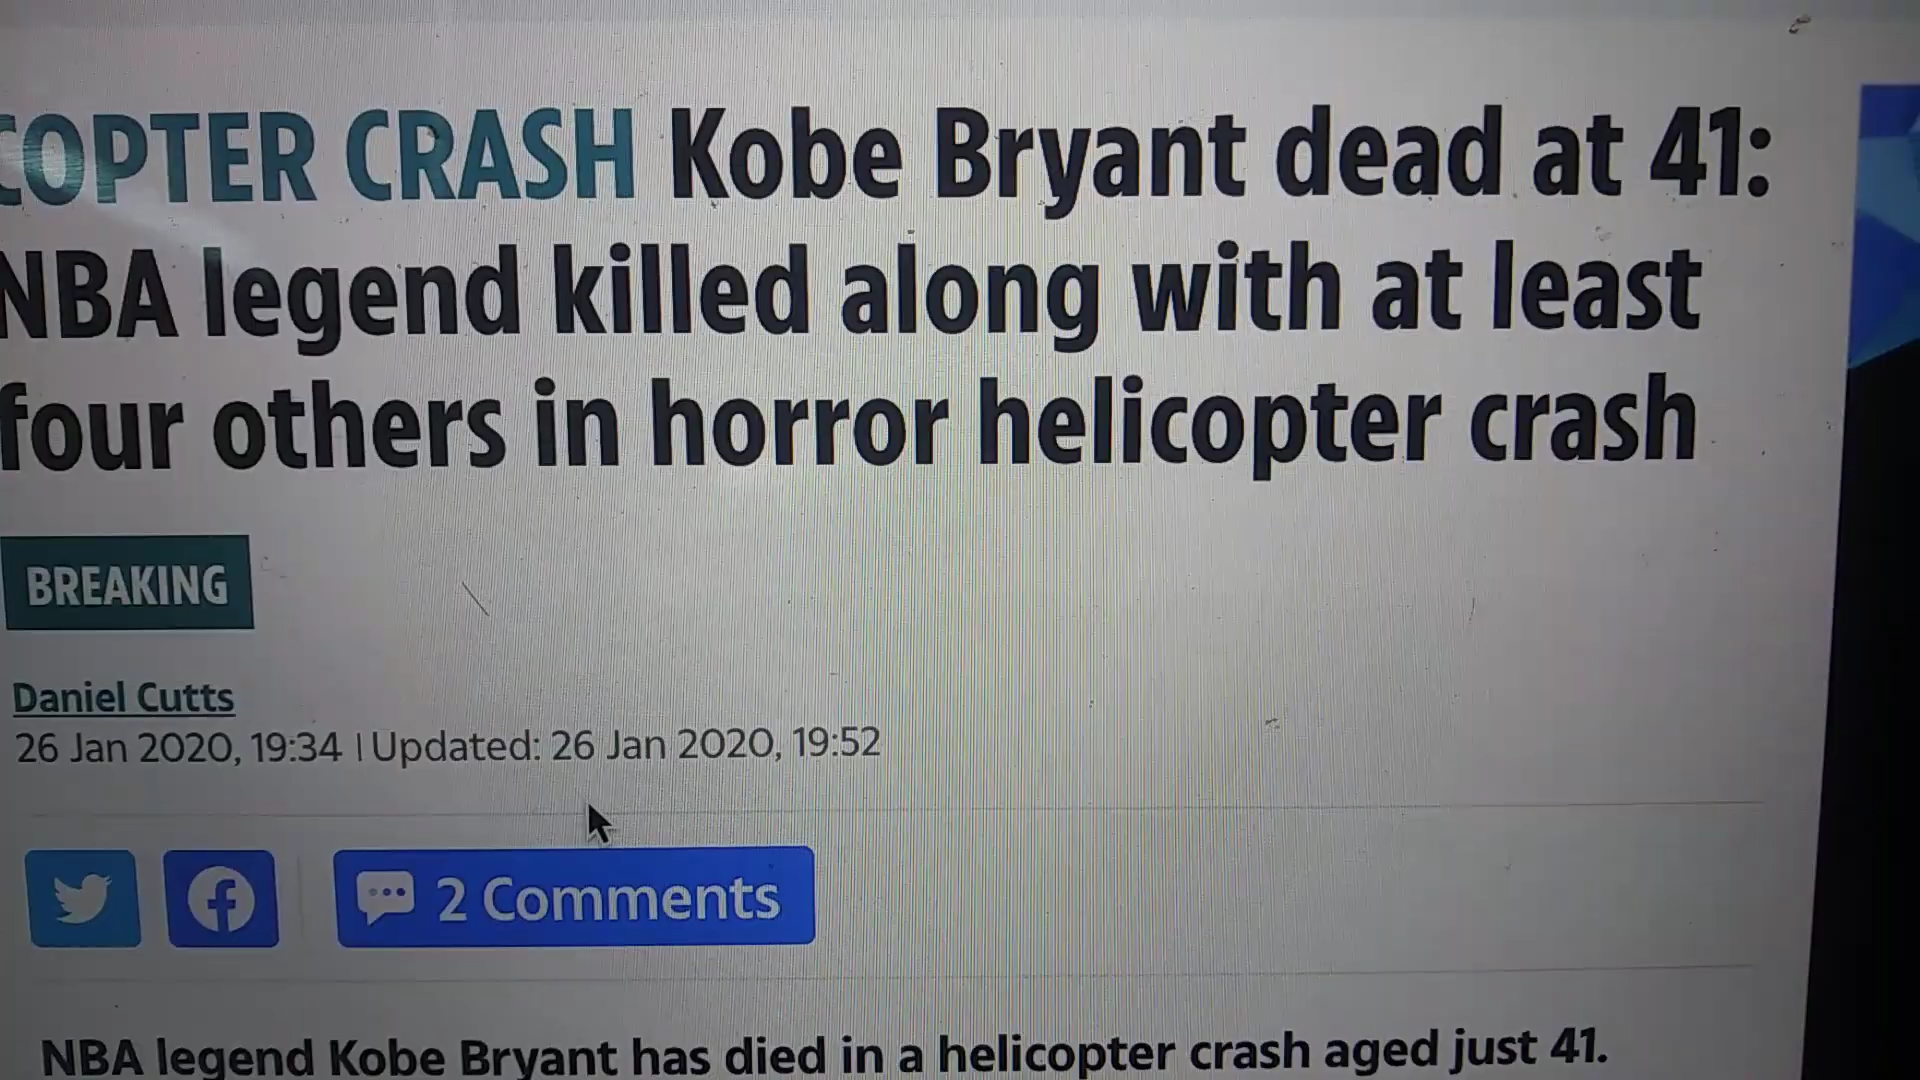 COPTER CRASH Kobe Bryant dead at 41:
NBA legend killed along with at least
four others in horror helicopter crash
BREAKING
Daniel Cutts
26 Jan 2020, 19:34 | Updated: 26 Jan 2020, 19:52
2 Comments
NBA legend Kobe Bryant has died in a helicopter crash aged just 41.